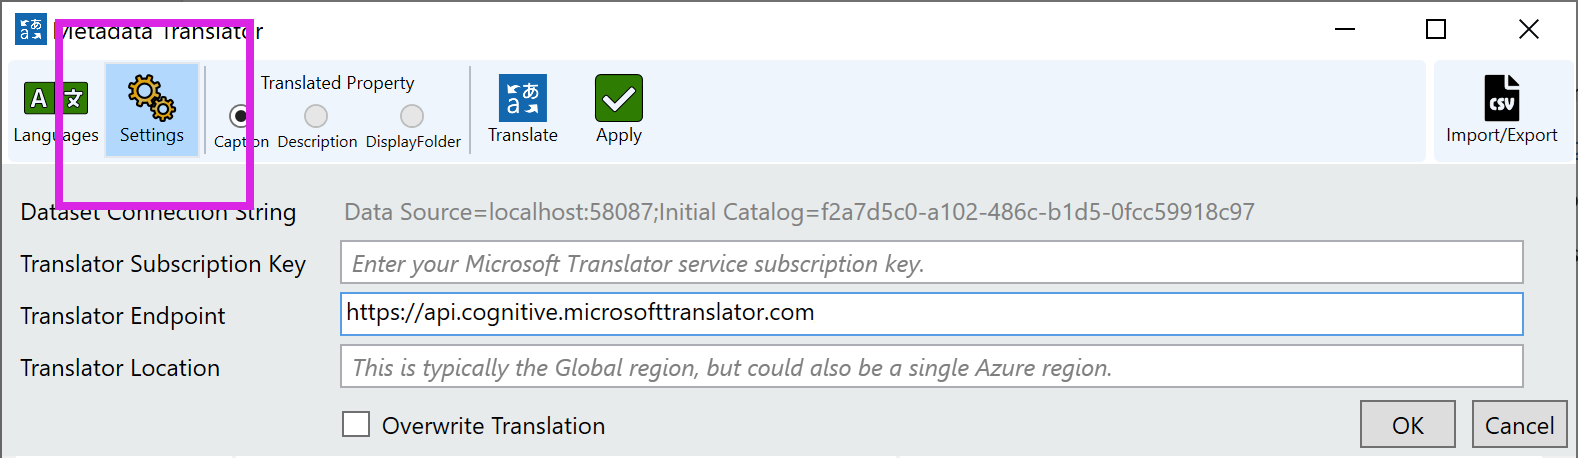 Metadata Translator
Translated Property
Languages Settings Caption Description DisplayFolder Translate Apply CSV Import/Export
Dataset Connection String Data Source=localhost:58087;Initial Catalog=f2a7d5c0-a102-486c-b1d5-0fcc59918c97
Translator Subscription Key Enter your Microsoft Translator service subscription key.
Translator Endpoint https://api.cognitive.microsofttranslator.com
Translator Location This is typically the Global region, but could also be a single Azure region.
Overwrite Translation OK Cancel